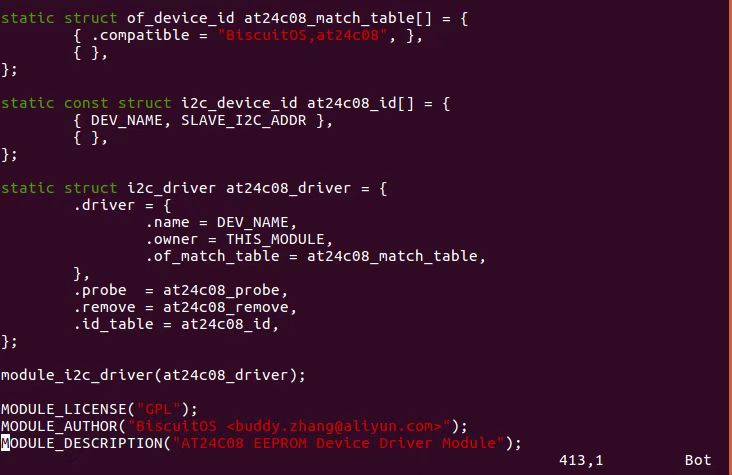 static struct of_device_id at24c08_match_table[] = {
        { .compatible = "BiscuitOS,at24c08", },
        { },
};

static const struct i2c_device_id at24c08_id[] = {
        { DEV_NAME, SLAVE_I2C_ADDR },
        { },
};

static struct i2c_driver at24c08_driver = {
        .driver = {
                .name = DEV_NAME,
                .owner = THIS_MODULE,
                .of_match_table = at24c08_match_table,
        },
        .probe  = at24c08_probe,
        .remove = at24c08_remove,
        .id_table = at24c08_id,
};

module_i2c_driver(at24c08_driver);

MODULE_LICENSE("GPL");
MODULE_AUTHOR("BiscuitOS <buddy.zhang@aliyun.com>");
MODULE_DESCRIPTION("AT24C08 EEPROM Device Driver Module");
413,1 Bot